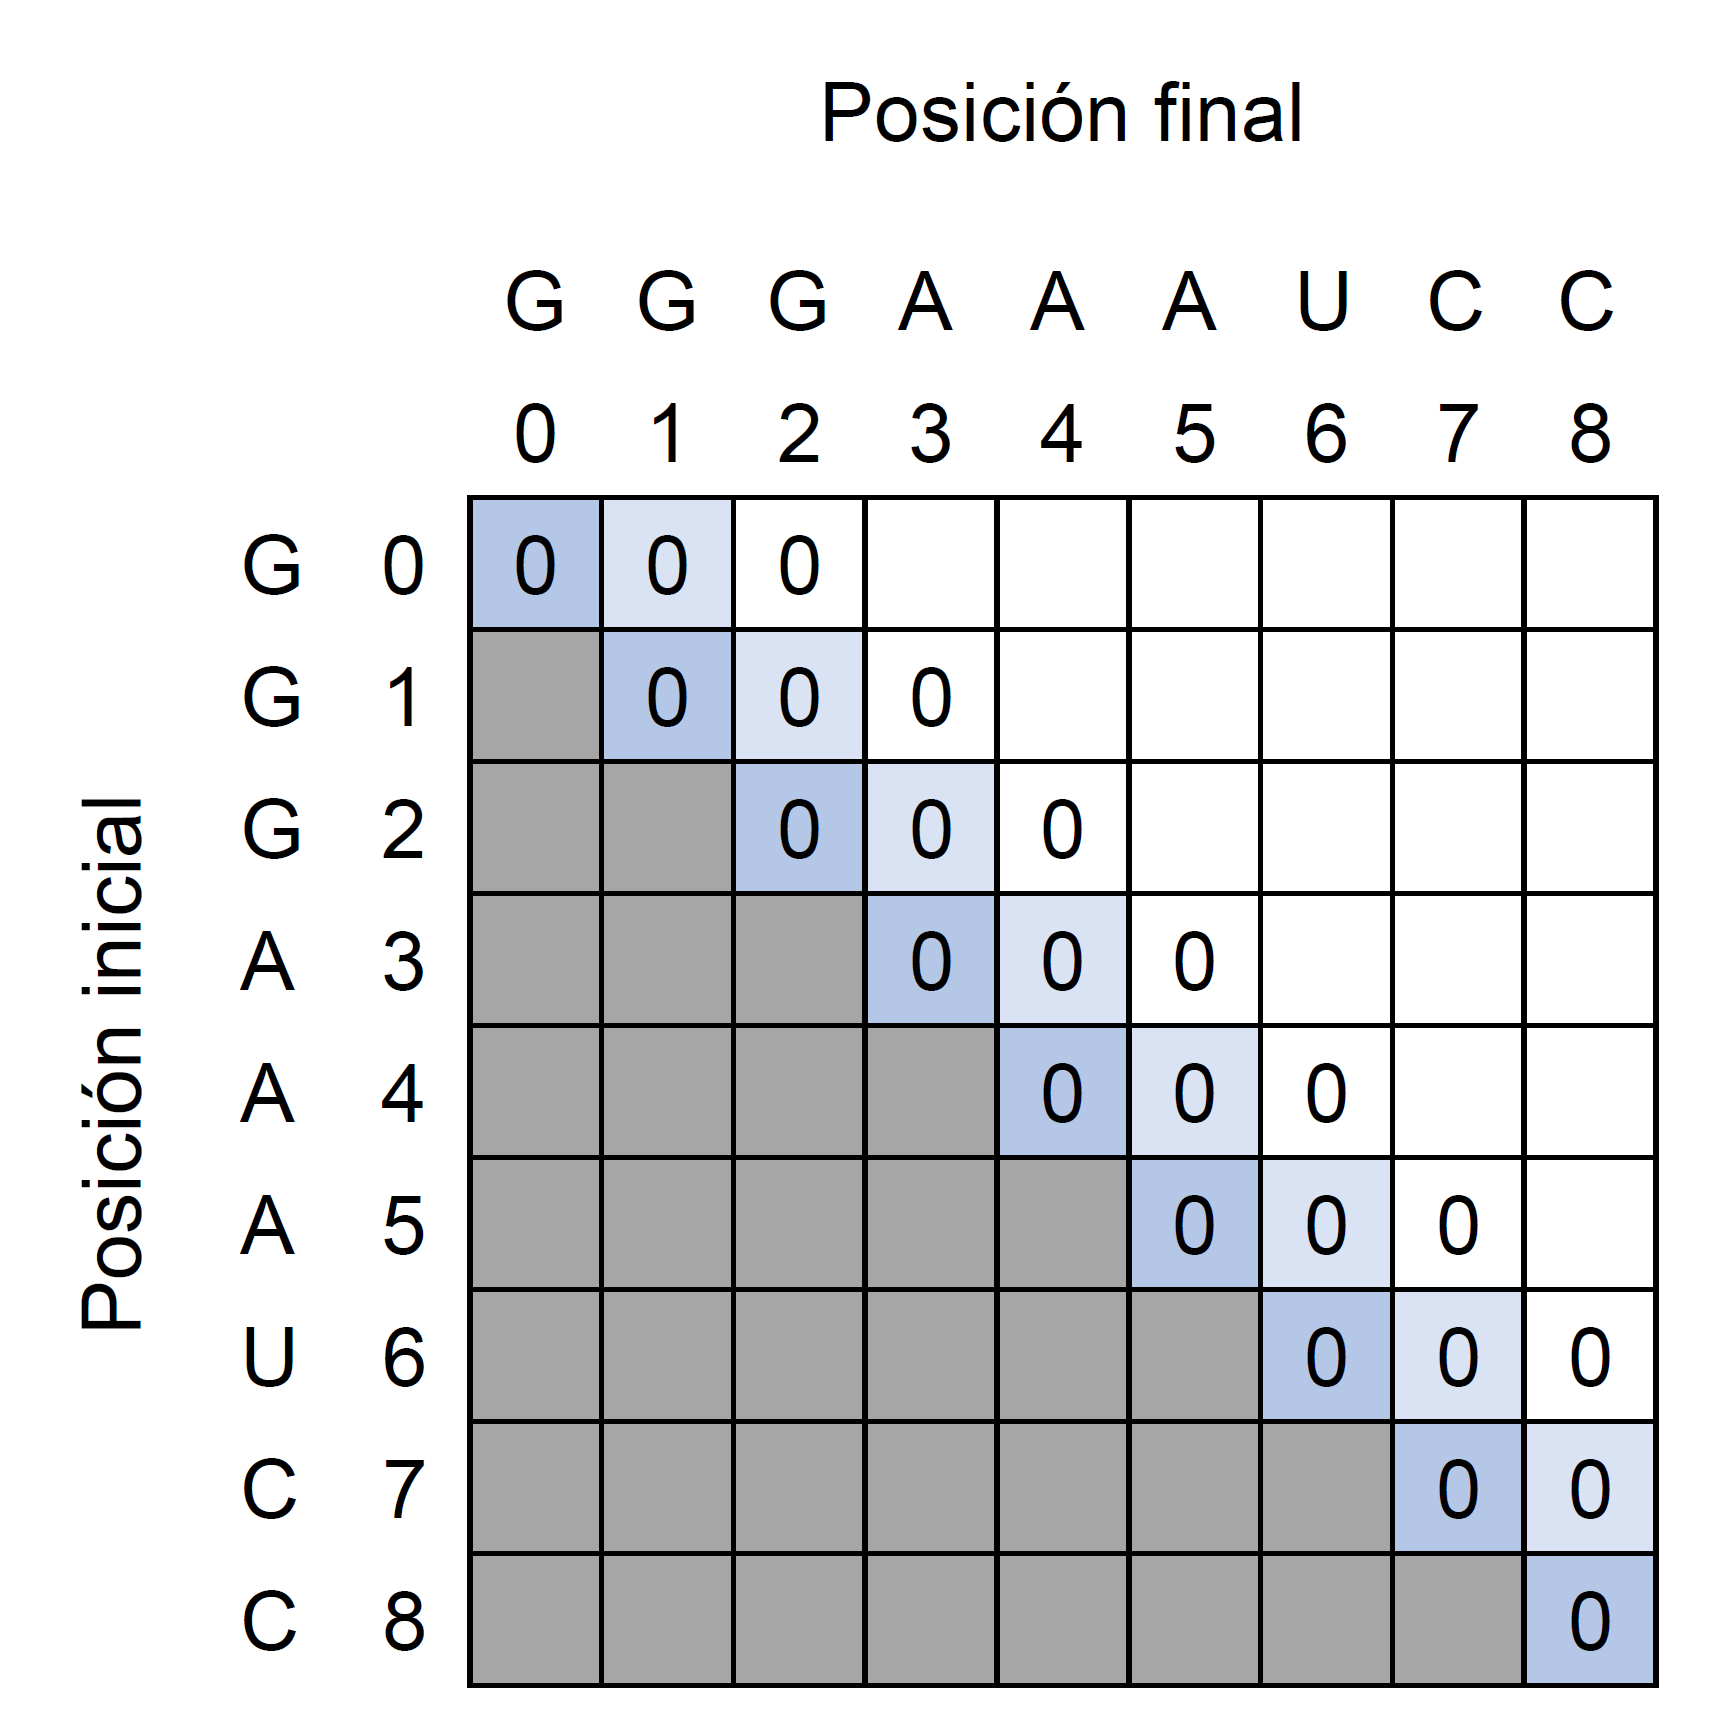 Posición final
G G G A A A U C C
0 1 2 3 4 5 6 7 8
Posición inicial
G 0 0 0 0
G 1 0 0 0
G 2 0 0 0
A 3 0 0 0
A 4 0 0 0
A 5 0 0 0
U 6 0 0 0
C 7 0 0
C 8 0